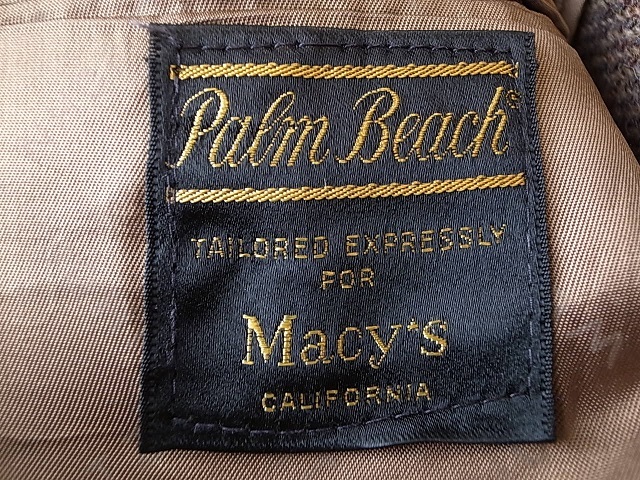 Palm Beach®
TAILORED EXPRESSLY
FOR
Macy*s
CALIFORNIA